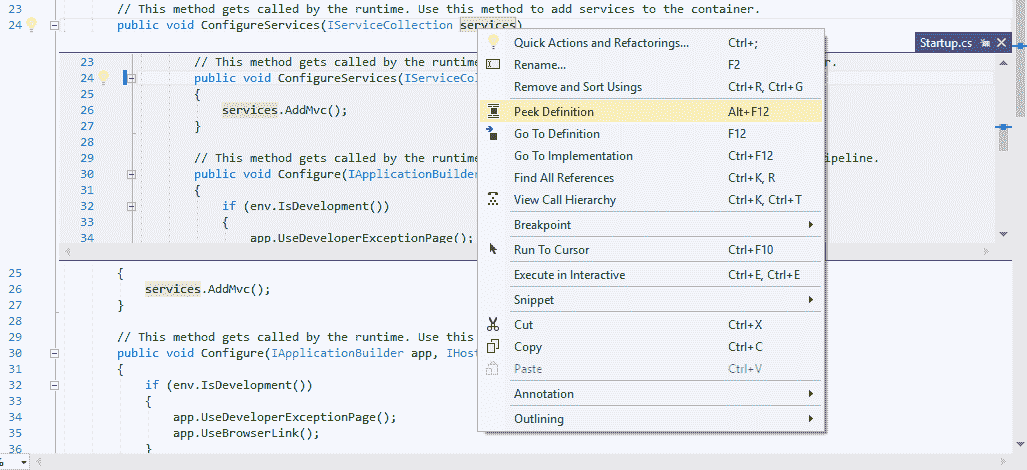 23 // This method gets called by the runtime. Use this method to add services to the container.
24 public void ConfigureServices(IServiceCollection services)
Startup.cs
23 // This method gets called by the runtime r.
24 public void ConfigureServices(IServiceCol
25 {
26 services.AddMvc();
27 }
28
29 // This method gets called by the runtime ipeline.
30 public void Configure(IApplicationBuilder
31 {
32 if (env.IsDevelopment())
33 {
34 app.UseDeveloperExceptionPage();
Quick Actions and Refactorings... Ctrl+;
Rename... F2
Remove and Sort Usings Ctrl+R, Ctrl+G
Peek Definition Alt+F12
Go To Definition F12
Go To Implementation Ctrl+F12
Find All References Ctrl+K, R
View Call Hierarchy Ctrl+K, Ctrl+T
Breakpoint
Run To Cursor Ctrl+F10
Execute in Interactive Ctrl+E, Ctrl+E
Snippet
Cut Ctrl+X
Copy Ctrl+C
Paste Ctrl+V
Annotation
Outlining
25 {
26 services.AddMvc();
27 }
28
29 // This method gets called by the runtime. Use this
30 public void Configure(IApplicationBuilder app, IHost
31 {
32 if (env.IsDevelopment())
33 {
34 app.UseDeveloperExceptionPage();
35 app.UseBrowserLink();
36 }